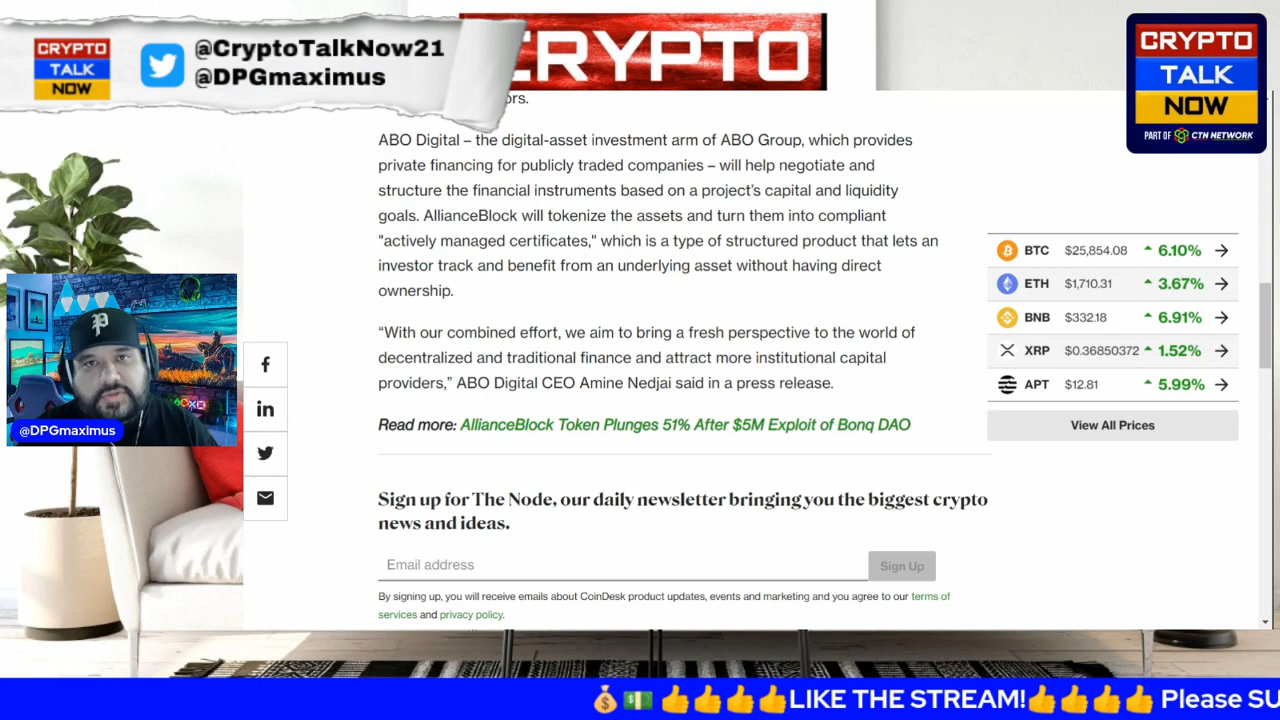 CRYPTO
TALK
NOW
@CryptoTalkNow21
@DPGmaximus
CRYPTO
CRYPTO
TALK
NOW
PART OF CTN NETWORK
ors.
ABO Digital – the digital-asset investment arm of ABO Group, which provides
private financing for publicly traded companies – will help negotiate and
structure the financial instruments based on a project's capital and liquidity
goals. AllianceBlock will tokenize the assets and turn them into compliant
"actively managed certificates," which is a type of structured product that lets an
investor track and benefit from an underlying asset without having direct
ownership.
“With our combined effort, we aim to bring a fresh perspective to the world of
decentralized and traditional finance and attract more institutional capital
providers,” ABO Digital CEO Amine Nedjai said in a press release.
Read more: AllianceBlock Token Plunges 51% After $5M Exploit of Bonq DAO
Sign up for The Node, our daily newsletter bringing you the biggest crypto
news and ideas.
Email address
Sign Up
By signing up, you will receive emails about CoinDesk product updates, events and marketing and you agree to our terms of
services and privacy policy.
BTC $25,854.08 6.10%
ETH $1,710.31 3.67%
BNB $332.18 6.91%
XRP $0.36850372 1.52%
APT $12.81 5.99%
View All Prices
P
@DPGmaximus
💰 💵 👍👍👍👍LIKE THE STREAM!👍👍👍👍 Please SU